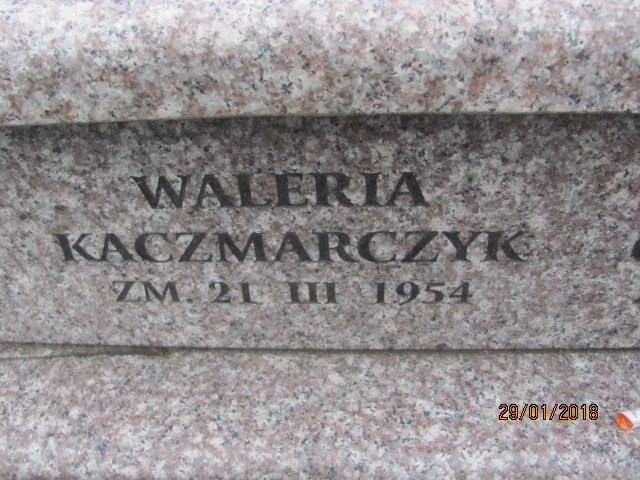 WALERIA
KACZMARCZYK
ZM. 21 III 1954
29/01/2018